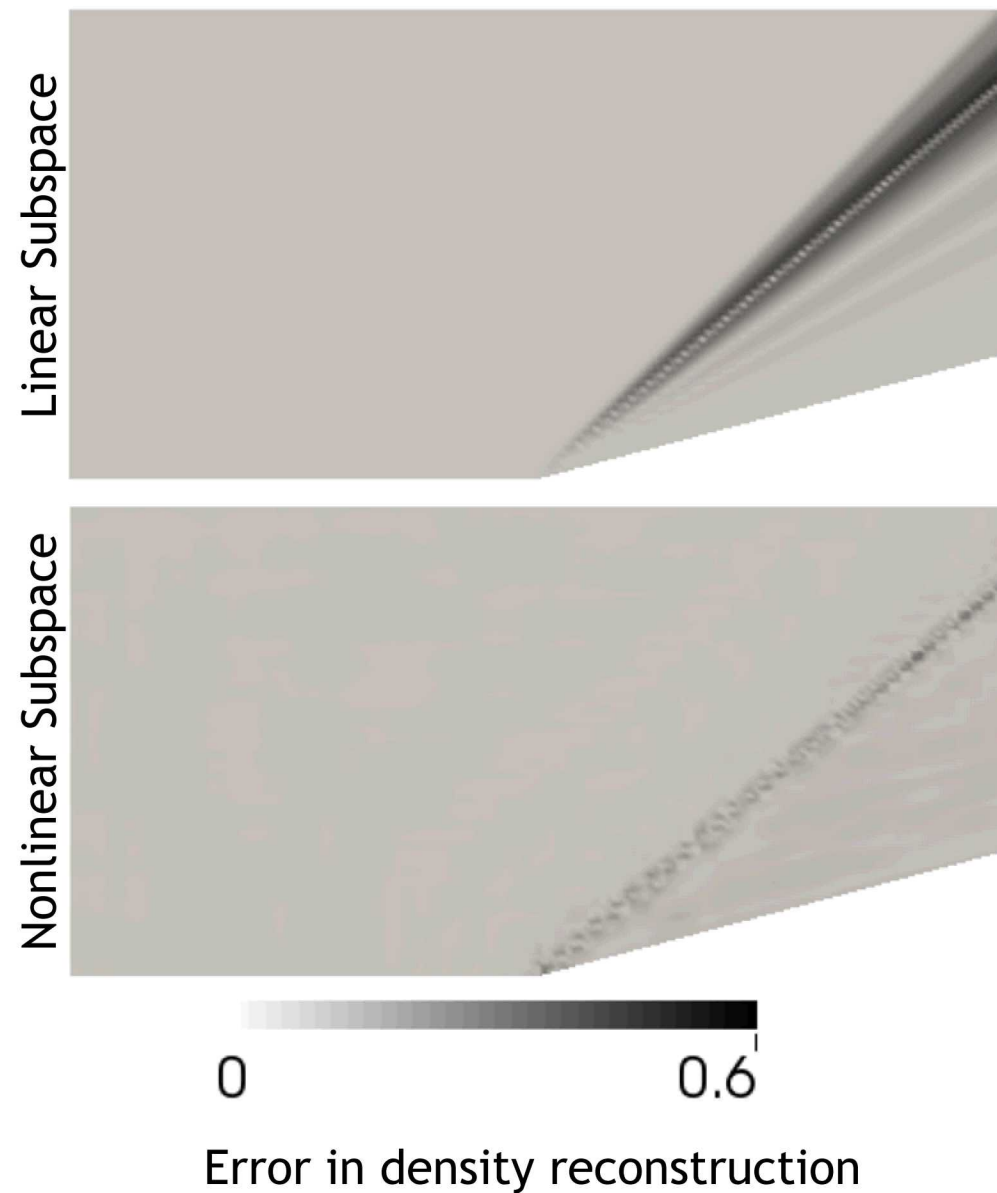 Linear Subspace
Nonlinear Subspace
0
0.6
Error in density reconstruction